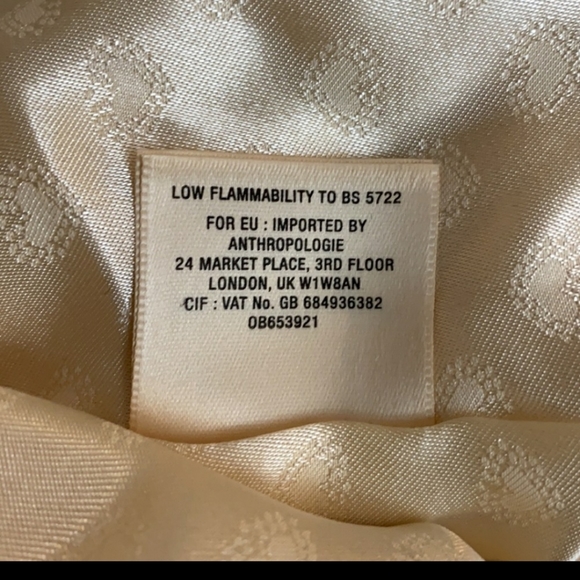 LOW FLAMMABILITY TO BS 5722
FOR EU : IMPORTED BY
ANTHROPOLOGIE
24 MARKET PLACE, 3RD FLOOR
LONDON, UK W1W8AN
CIF : VAT No. GB 684936382
OB653921